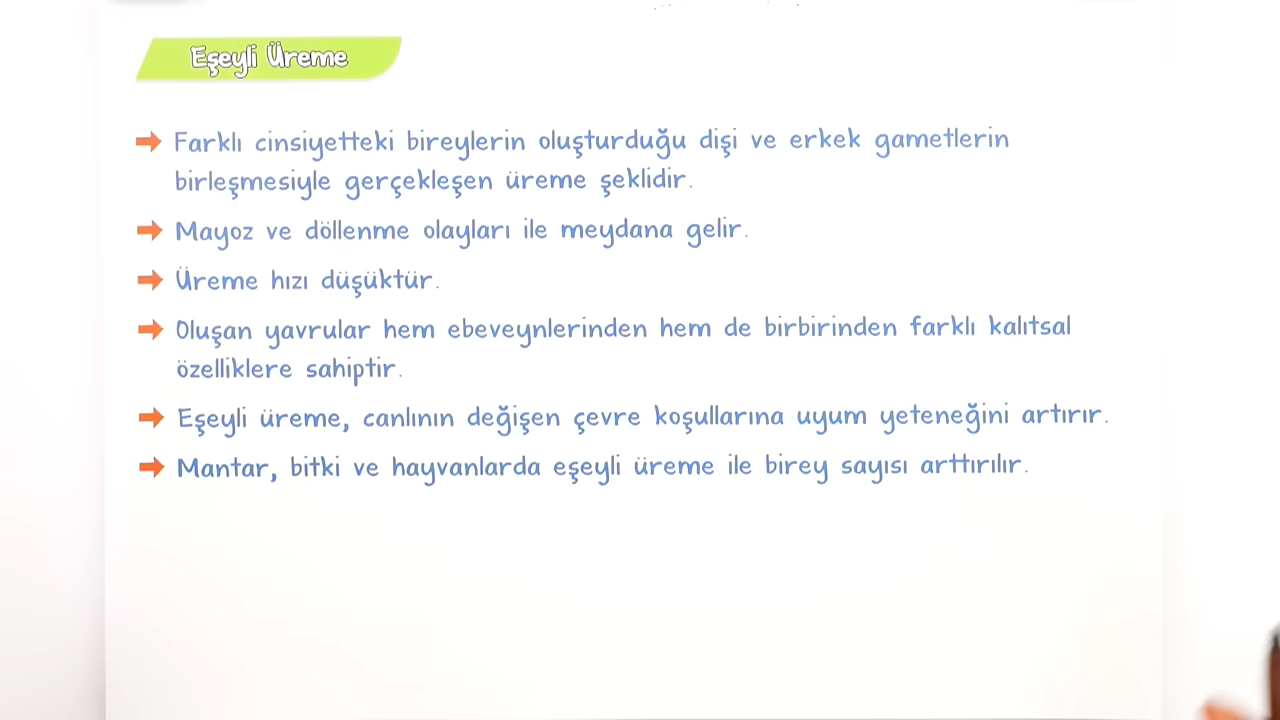 Eşeyli Üreme
Farklı cinsiyetteki bireylerin oluşturduğu dişi ve erkek gametlerin
birleşmesiyle gerçekleşen üreme şeklidir.
Mayoz ve döllenme olayları ile meydana gelir.
Üreme hızı düşüktür.
Oluşan yavrular hem ebeveynlerinden hem de birbirinden farklı kalıtsal
özelliklere sahiptir.
Eşeyli üreme, canlının değişen çevre koşullarına uyum yeteneğini artırır.
Mantar, bitki ve hayvanlarda eşeyli üreme ile birey sayısı arttırılır.